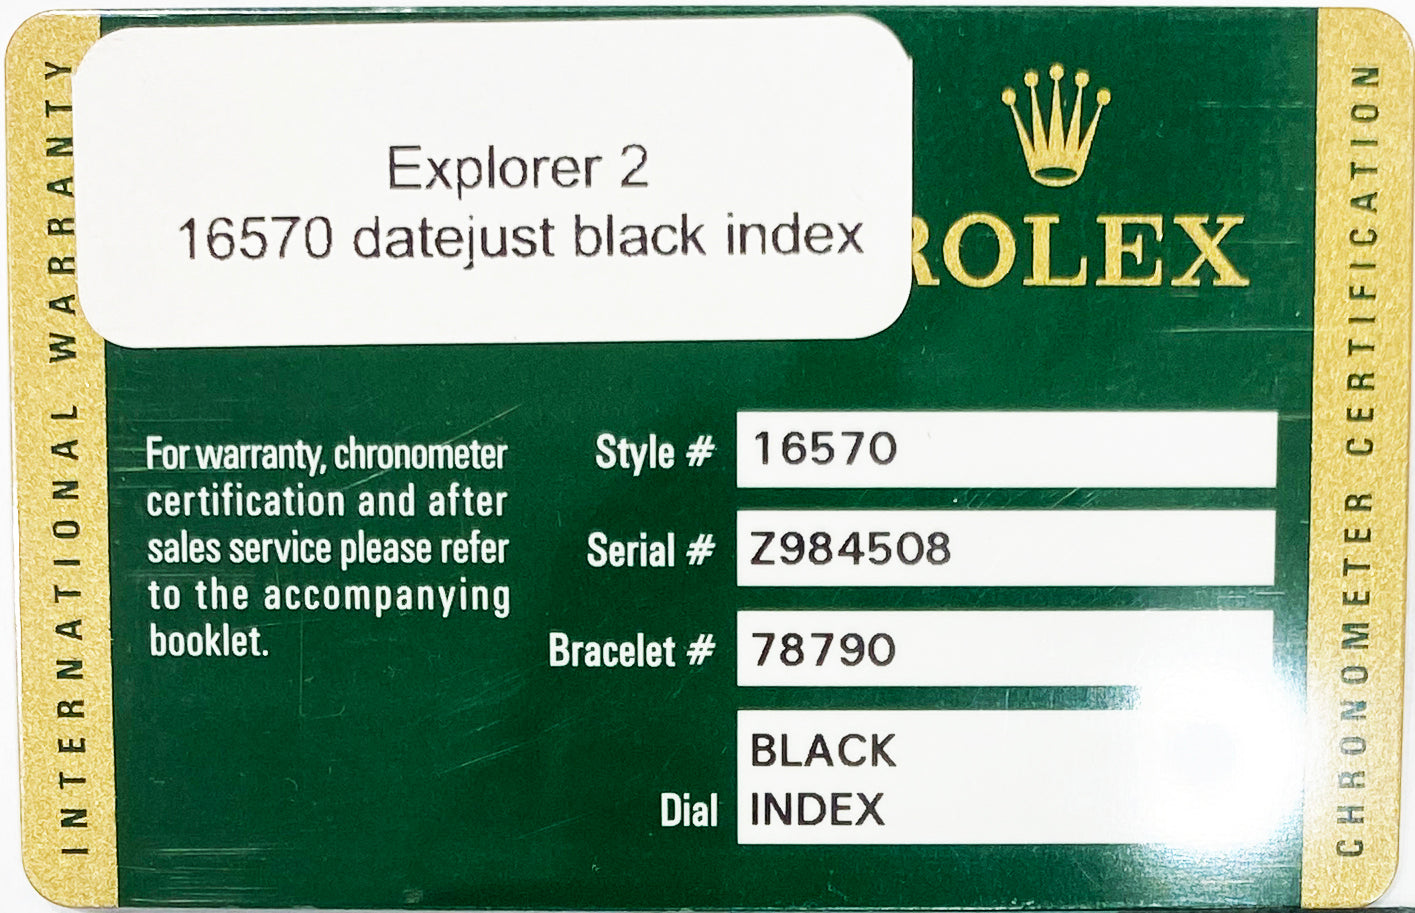 INTERNATIONAL WARRANTY
Explorer 2
16570 datejust black index
ROLEX
For warranty, chronometer
certification and after
sales service please refer
to the accompanying
booklet.
Style # 16570
Serial # Z984508
Bracelet # 78790
Dial BLACK
INDEX
CHRONOMETER CERTIFICATION